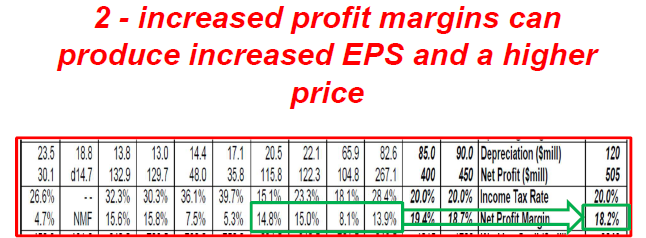 2 - increased profit margins can
produce increased EPS and a higher
price
23.5 18.8 13.8 13.0 14.4 17.1 20.5 22.1 65.9 82.6 85.0 90.0 Depreciation ($mill) 120
30.1 d14.7 132.9 129.7 48.0 35.8 115.8 122.3 104.8 267.1 400 450 Net Profit ($mill) 505
26.6% -- 32.3% 30.3% 36.1% 39.7% 15.1% 23.3% 18.1% 28.4% 20.0% 20.0% Income Tax Rate 20.0%
4.7% NMF 15.6% 15.8% 7.5% 5.3% 14.8% 15.0% 8.1% 13.9% 19.4% 18.7% Net Profit Margin 18.2%